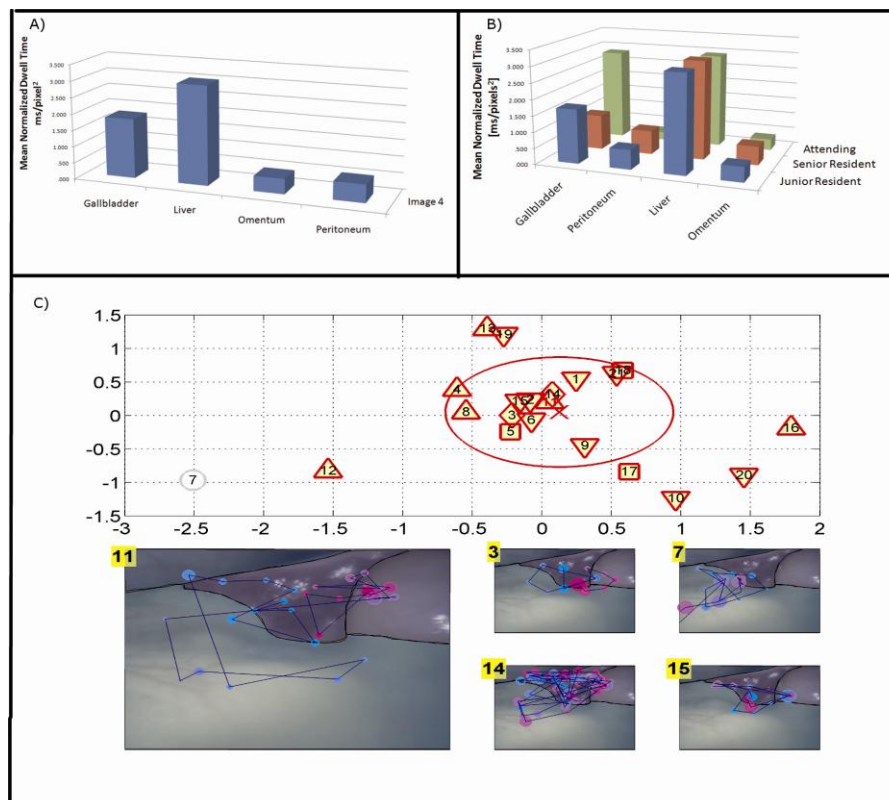 A)
Mean Normalized Dwell Time
ms/pixel²
3.500
3.000
2.500
2.000
1.500
1.000
.500
.000
Gallbladder
Liver
Omentum
Peritoneum
Image 4
B)
Mean Normalized Dwell Time
[ms/pixels²]
3.500
3.000
2.500
2.000
1.500
1.000
.500
.000
Gallbladder
Peritoneum
Liver
Omentum
Attending
Senior Resident
Junior Resident
C)
1.5
1
0.5
0
-0.5
-1
-1.5
-3
-2.5
-2
-1.5
-1
-0.5
0
0.5
1
1.5
2
13
19
4
8
1
14
3
5
6
9
16
12
7
17
20
10
11
3
7
14
15